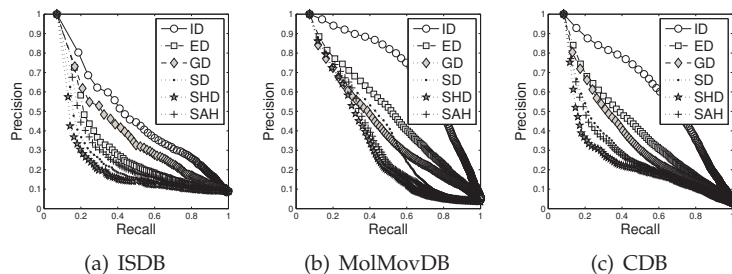 1
0.9
0.8
0.7
0.6
0.5
0.4
0.3
0.2
0.1
0
Precision
0 0.2 0.4 0.6 0.8 1
Recall
ID
ED
GD
SD
SHD
SAH
(a) ISDB
1
0.9
0.8
0.7
0.6
0.5
0.4
0.3
0.2
0.1
0
Precision
0 0.2 0.4 0.6 0.8 1
Recall
ID
ED
GD
SD
SHD
SAH
(b) MolMovDB
1
0.9
0.8
0.7
0.6
0.5
0.4
0.3
0.2
0.1
0
Precision
0 0.2 0.4 0.6 0.8 1
Recall
ID
ED
GD
SD
SHD
SAH
(c) CDB